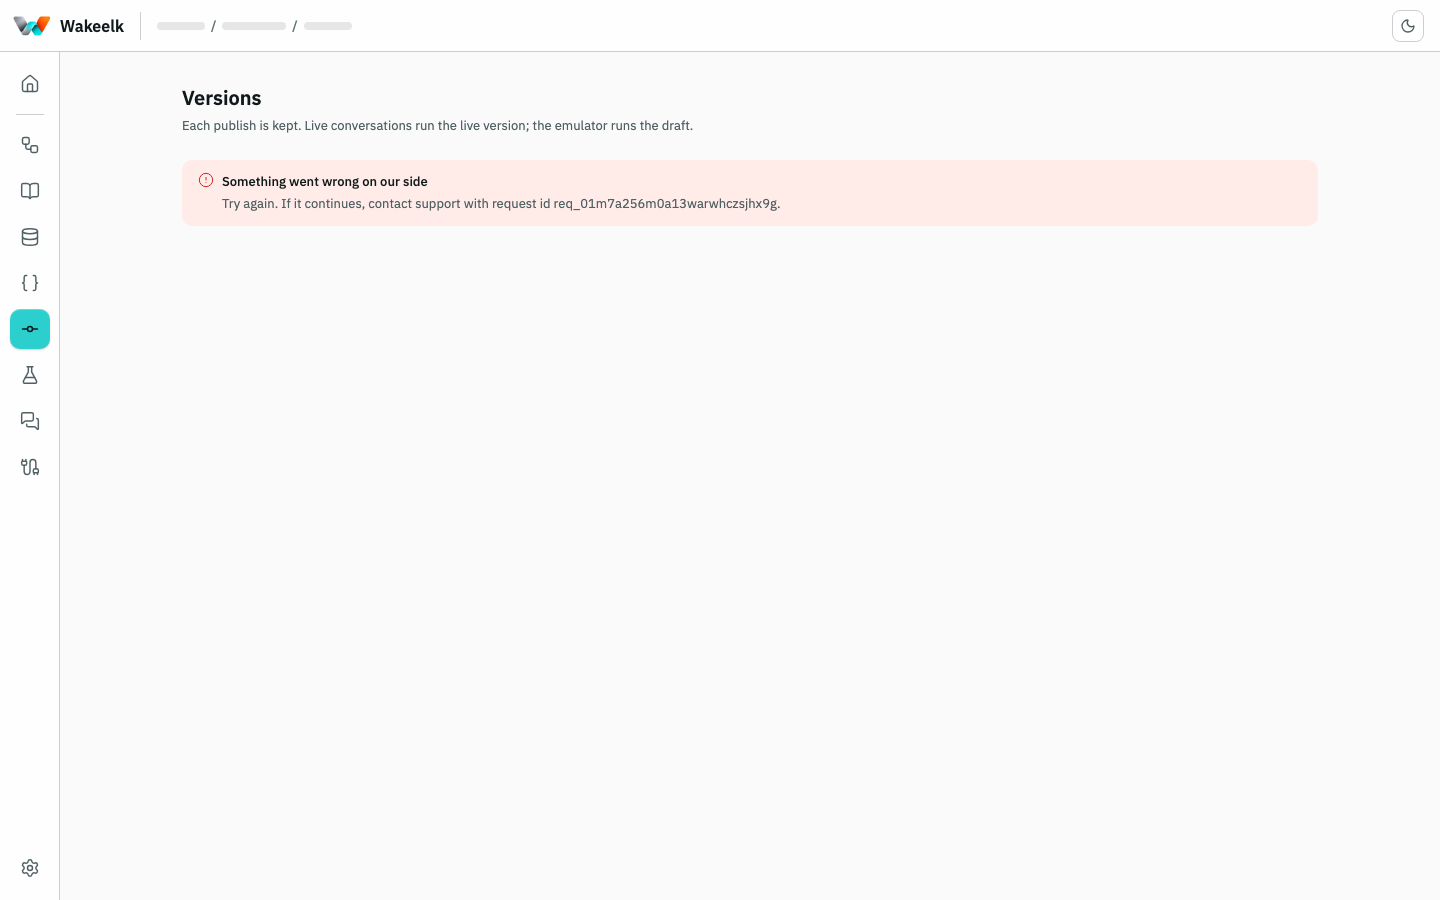 Wakeelk
/ /
Versions
Each publish is kept. Live conversations run the live version; the emulator runs the draft.
Something went wrong on our side
Try again. If it continues, contact support with request id req_01m7a256m0a13warwhczsjhx9g.